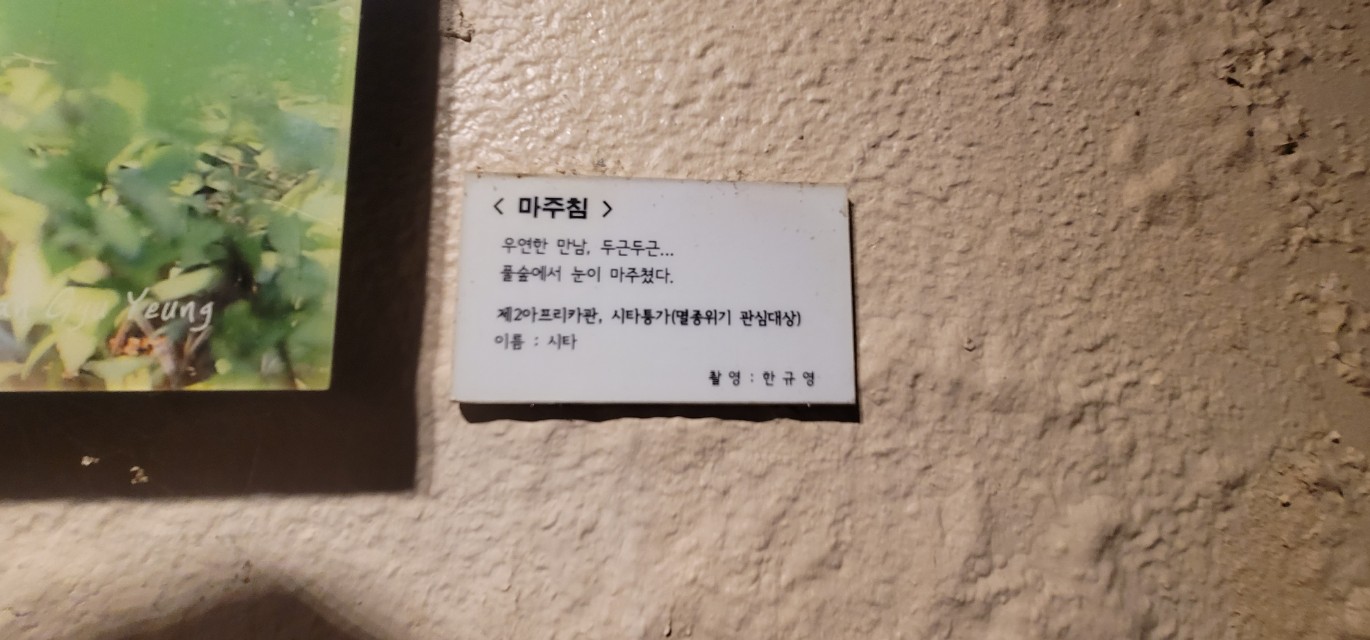 < 마주침 >
우연한 만남, 두근두근...
풀숲에서 눈이 마주쳤다.
제2아프리카관, 시타퉁가(멸종위기 관심대상)
이름 : 시타
촬영 : 한규영
Gyu Yeung